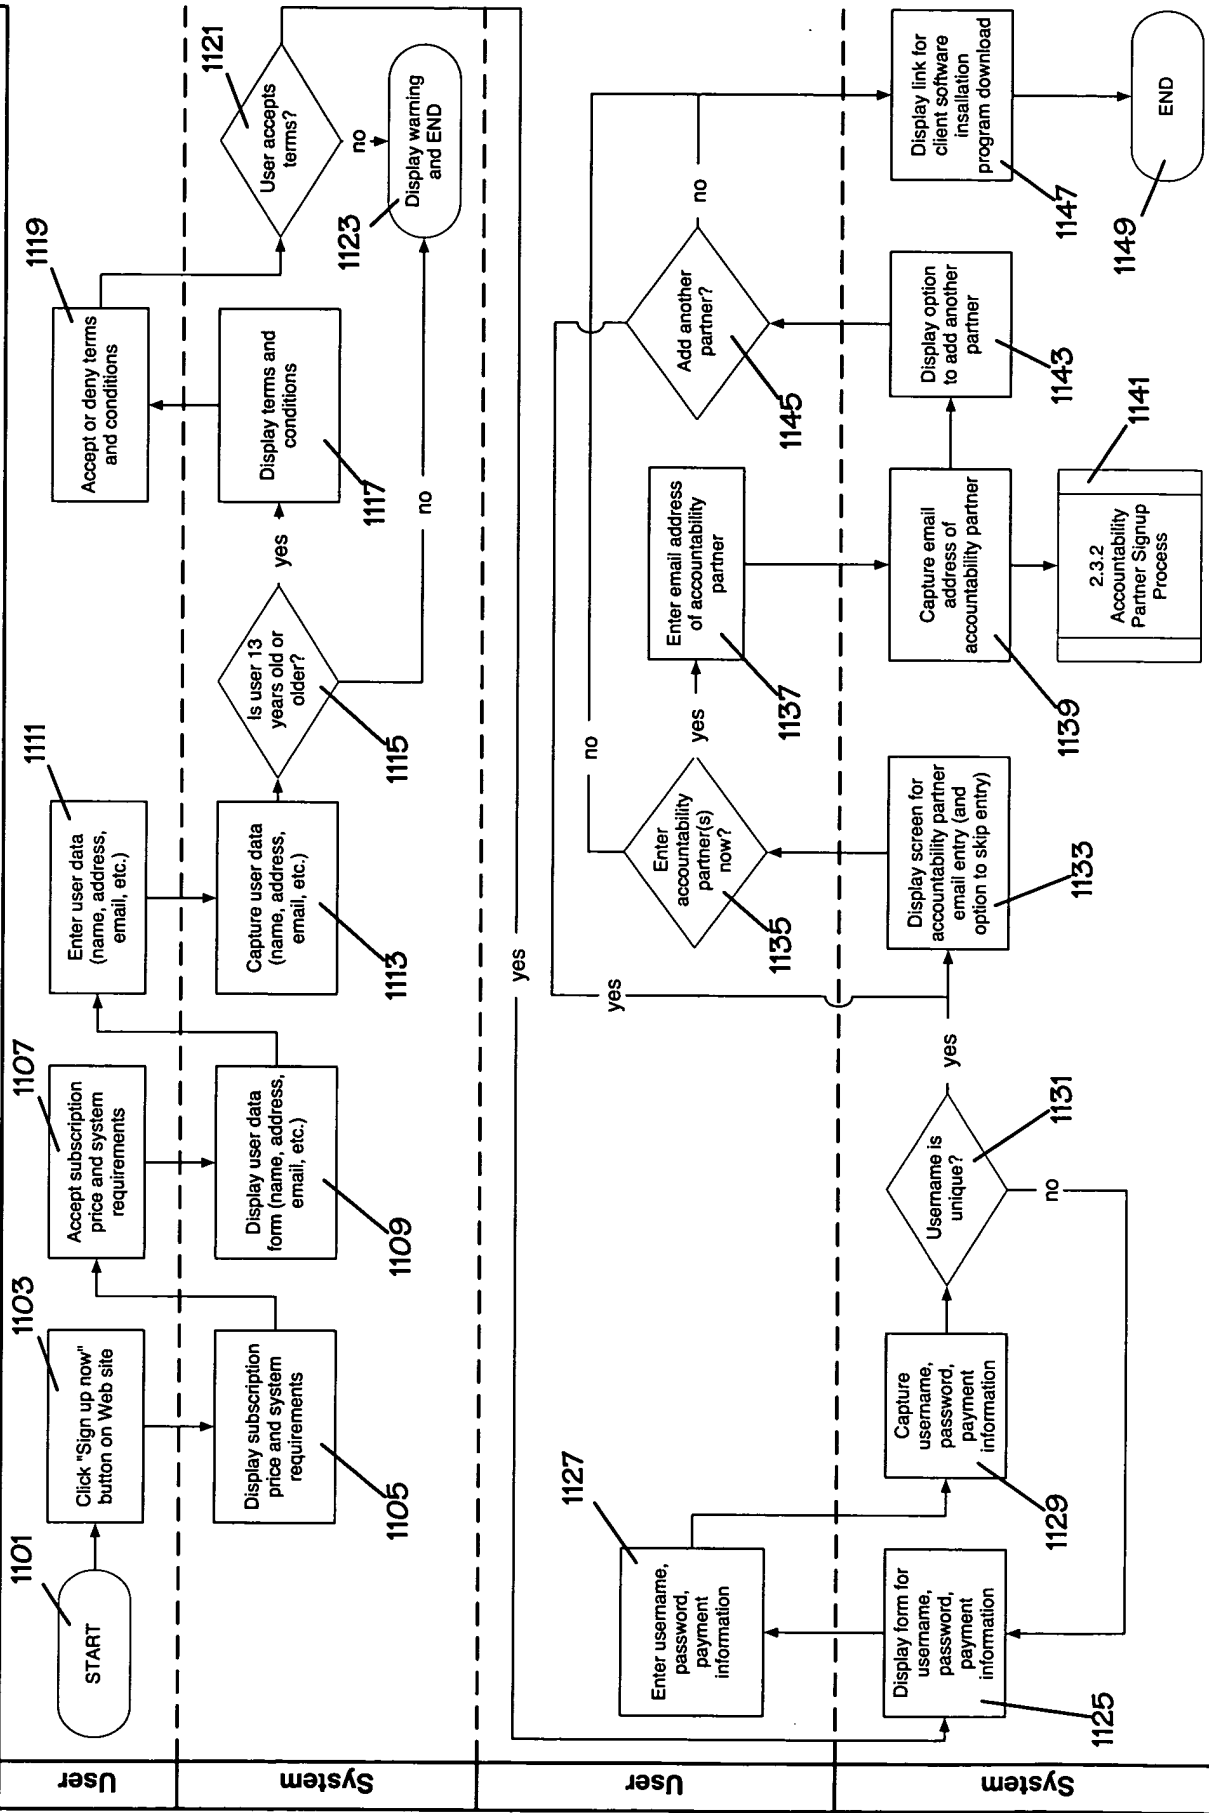 User
System
User
System
1101
START
1103
Click "Sign up now"
button on Web site
1105
Display subscription
price and system
requirements
1107
Accept subscription
price and system
requirements
1109
Display user data
form (name, address,
email, etc.)
1111
Enter user data
(name, address,
email, etc.)
1113
Capture user data
(name, address,
email, etc.)
1115
Is user 13
years old or
older?
yes
no
1117
Display terms and
conditions
1119
Accept or deny terms
and conditions
1121
User accepts
terms?
no
1123
Display warning
and END
yes
1125
Display form for
username,
password,
payment
information
1127
Enter username,
password,
payment
information
1129
Capture
username,
password,
payment
information
1131
Username is
unique?
no
yes
yes
1133
Display screen for
accountability partner
email entry (and
option to skip entry)
1135
Enter
accountability
partner(s)
now?
no
yes
1137
Enter email address
of accountability
partner
1139
Capture email
address of
accountability partner
1141
2.3.2
Accountability
Partner Signup
Process
1143
Display option
to add another
partner
1145
Add another
partner?
no
1147
Display link for
client software
insallation
program download
1149
END